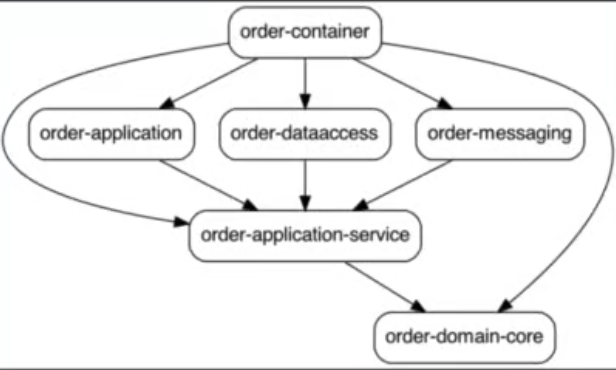 order-container
order-application
order-dataaccess
order-messaging
order-application-service
order-domain-core